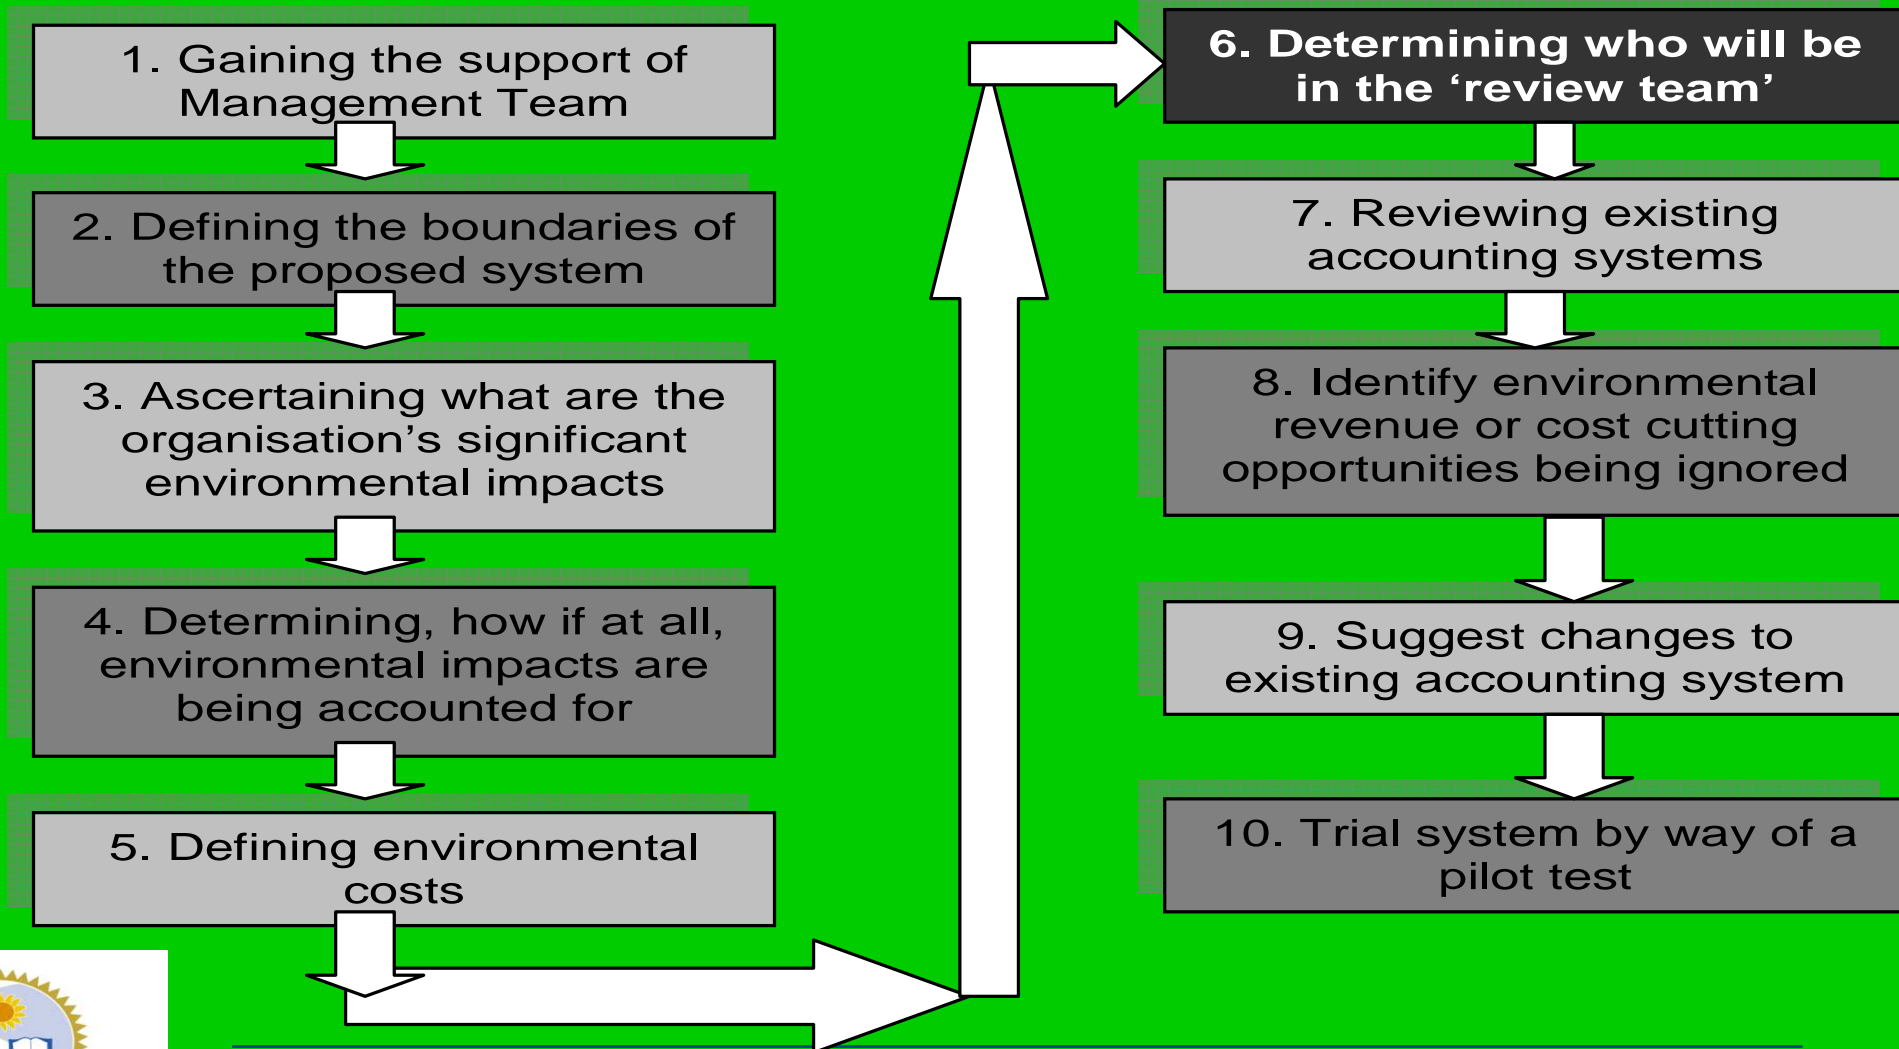 1. Gaining the support of
Management Team
2. Defining the boundaries of
the proposed system
3. Ascertaining what are the
organisation’s significant
environmental impacts
4. Determining, how if at all,
environmental impacts are
being accounted for
5. Defining environmental
costs
6. Determining who will be
in the ‘review team’
7. Reviewing existing
accounting systems
8. Identify environmental
revenue or cost cutting
opportunities being ignored
9. Suggest changes to
existing accounting system
10. Trial system by way of a
pilot test